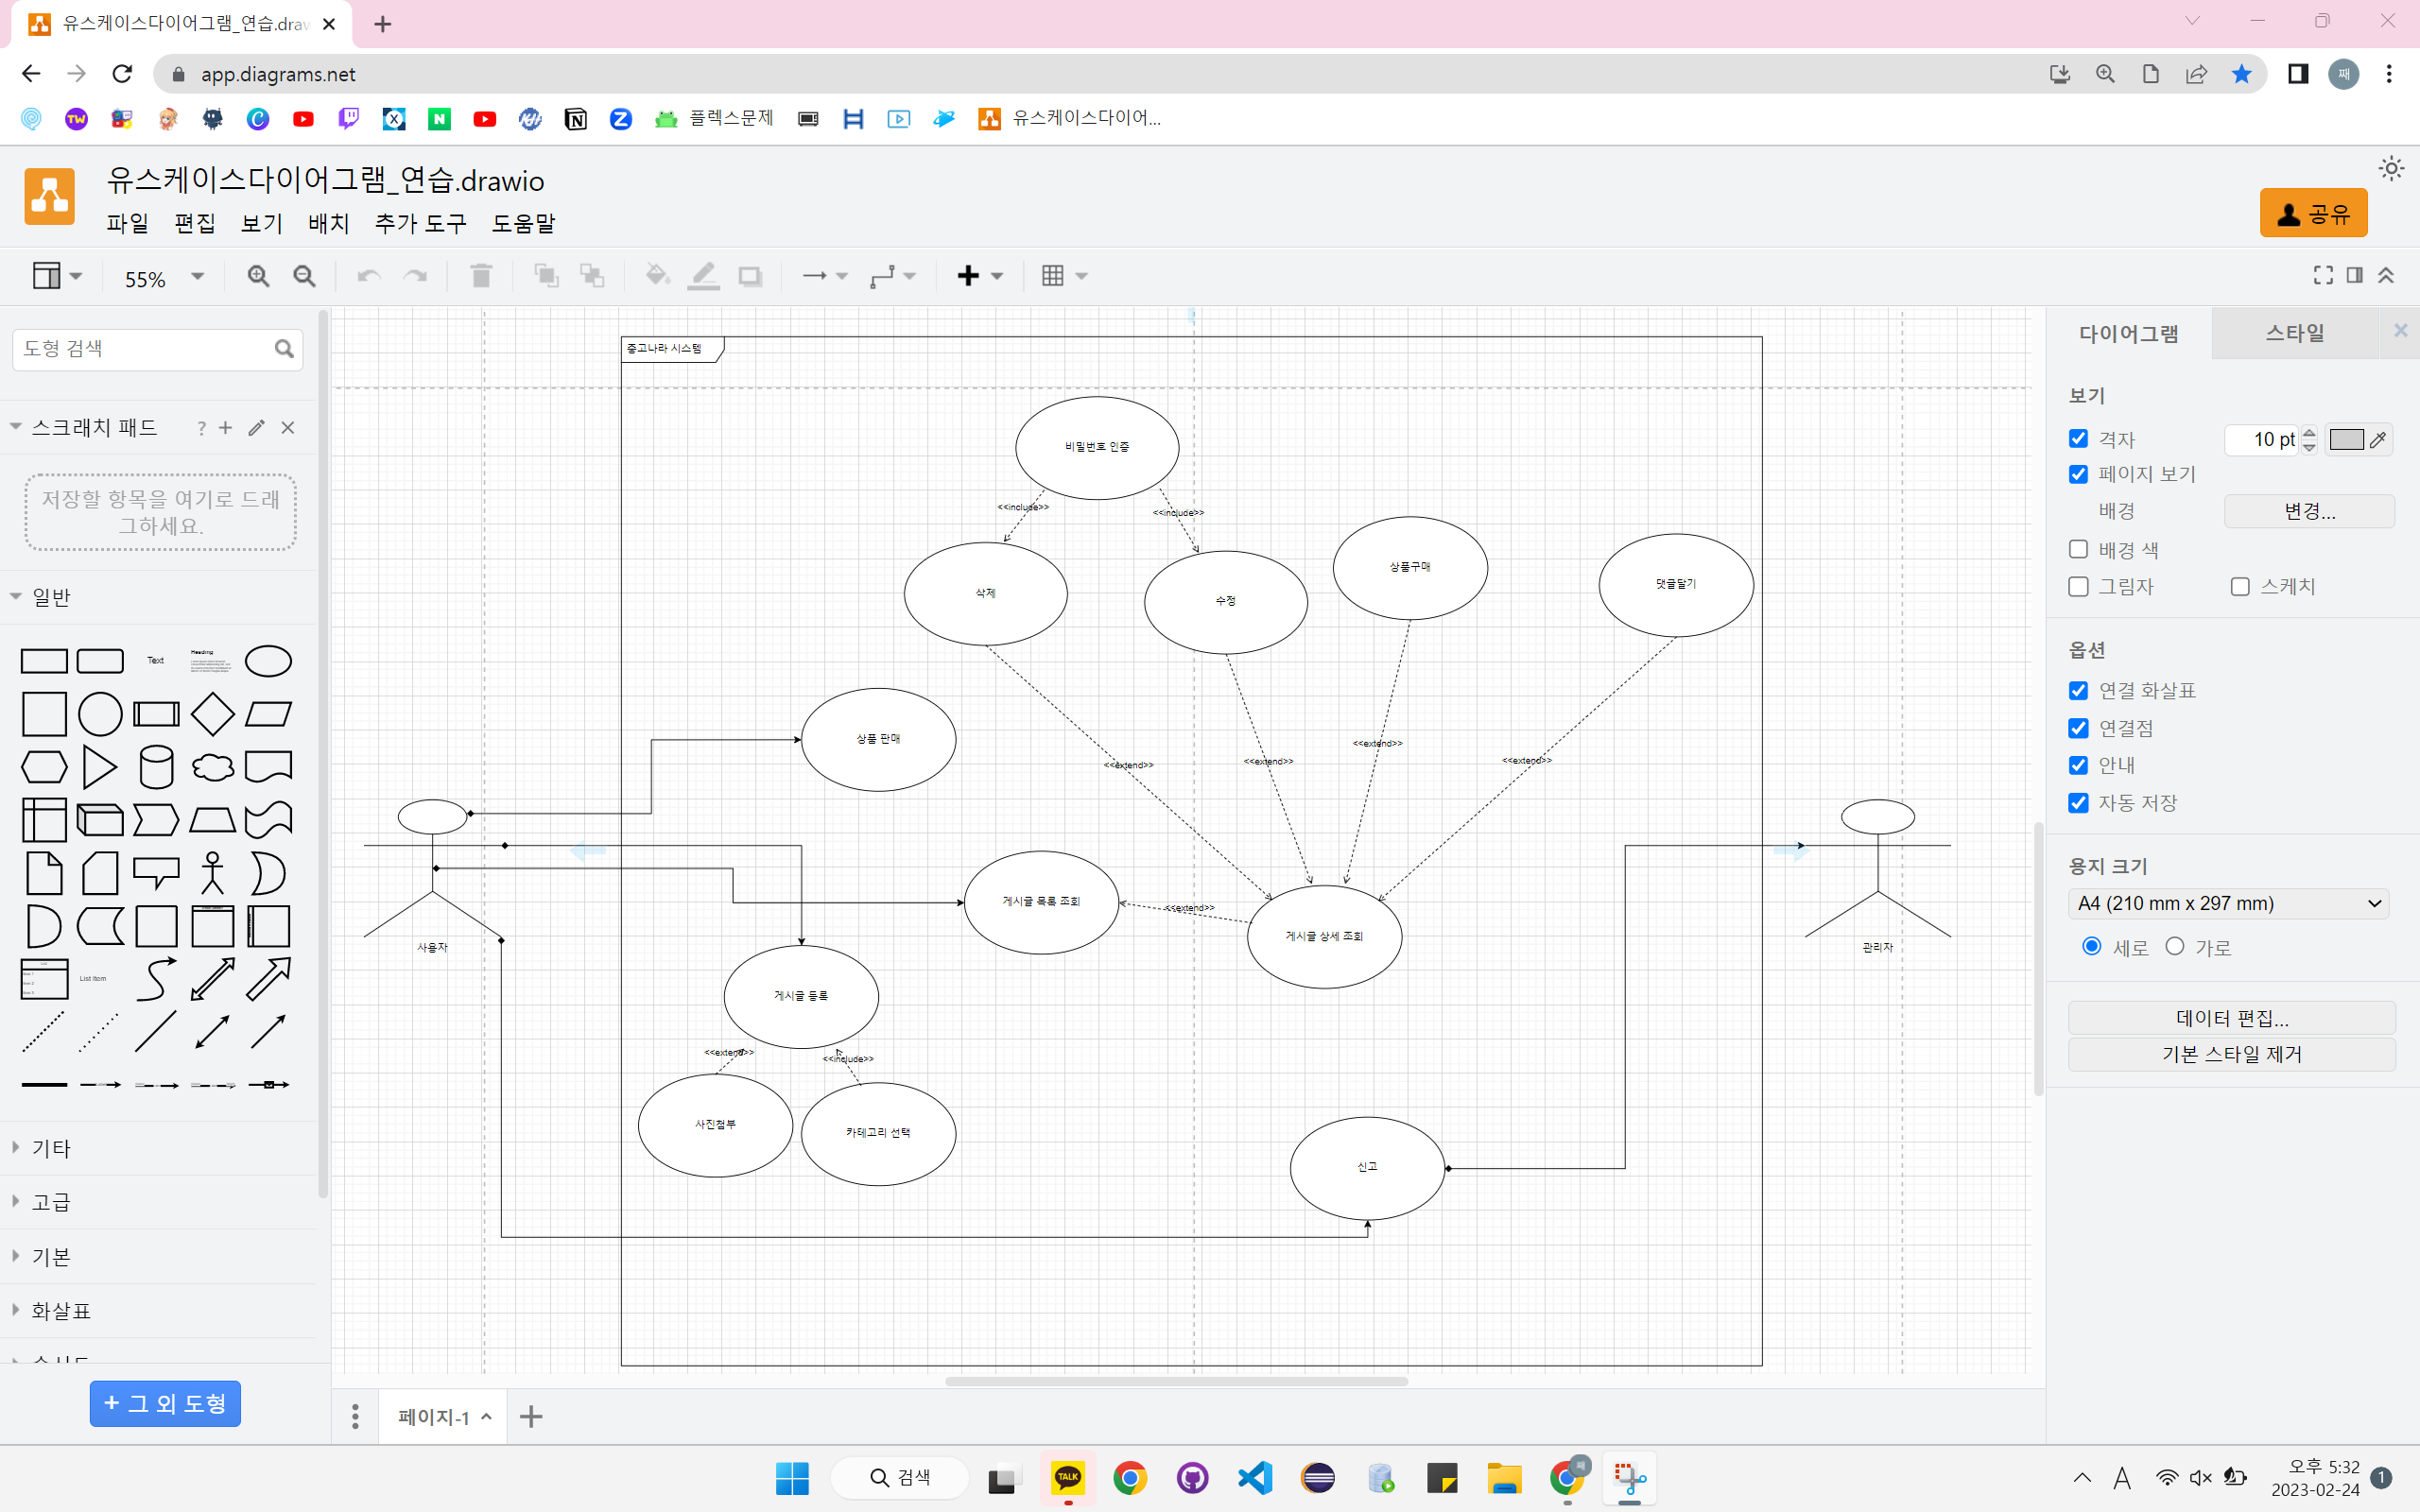 유스케이스다이어그램_연습.draw
app.diagrams.net
째
TW
플렉스문제
유스케이스다이어...
유스케이스다이어그램_연습.drawio
파일 편집 보기 배치 추가 도구 도움말
공유
55%
도형 검색
스크래치 패드 ?
저장할 항목을 여기로 드래
그하세요.
일반
Text
Heading
List Item
기타
고급
기본
화살표
+ 그 외 도형
중고나라 시스템
비밀번호 인증
<<include>>
<<include>>
삭제
수정
상품구매
댓글달기
상품 판매
<<extend>>
<<extend>>
<<extend>>
<<extend>>
게시글 목록 조회
<<extend>>
게시글 상세 조회
사용자
관리자
게시글 등록
<<extend>>
<<include>>
사진첨부
카테고리 선택
신고
페이지-1
다이어그램
스타일
보기
격자
10 pt
페이지 보기
배경
변경...
배경 색
그림자
스케치
옵션
연결 화살표
연결점
안내
자동 저장
용지 크기
A4 (210 mm x 297 mm)
세로
가로
데이터 편집...
기본 스타일 제거
검색
TALK
A
오후 5:32
2023-02-24
1